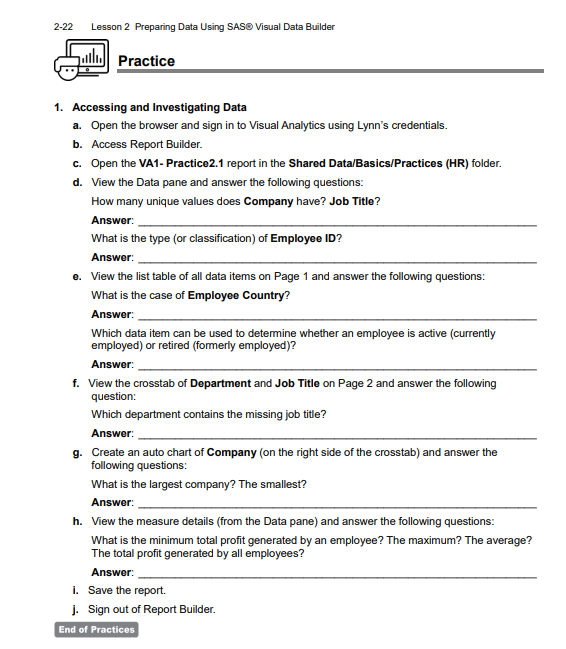 2-22 Lesson 2 Preparing Data Using SAS® Visual Data Builder
Practice
1. Accessing and Investigating Data
a. Open the browser and sign in to Visual Analytics using Lynn's credentials.
b. Access Report Builder.
c. Open the VA1- Practice2.1 report in the Shared Data/Basics/Practices (HR) folder.
d. View the Data pane and answer the following questions:
How many unique values does Company have? Job Title?
Answer:
What is the type (or classification) of Employee ID?
Answer:
e. View the list table of all data items on Page 1 and answer the following questions:
What is the case of Employee Country?
Answer:
Which data item can be used to determine whether an employee is active (currently
employed) or retired (formerly employed)?
Answer:
f. View the crosstab of Department and Job Title on Page 2 and answer the following
question:
Which department contains the missing job title?
Answer:
g. Create an auto chart of Company (on the right side of the crosstab) and answer the
following questions:
What is the largest company? The smallest?
Answer:
h. View the measure details (from the Data pane) and answer the following questions:
What is the minimum total profit generated by an employee? The maximum? The average?
The total profit generated by all employees?
Answer:
i. Save the report.
j. Sign out of Report Builder.
End of Practices